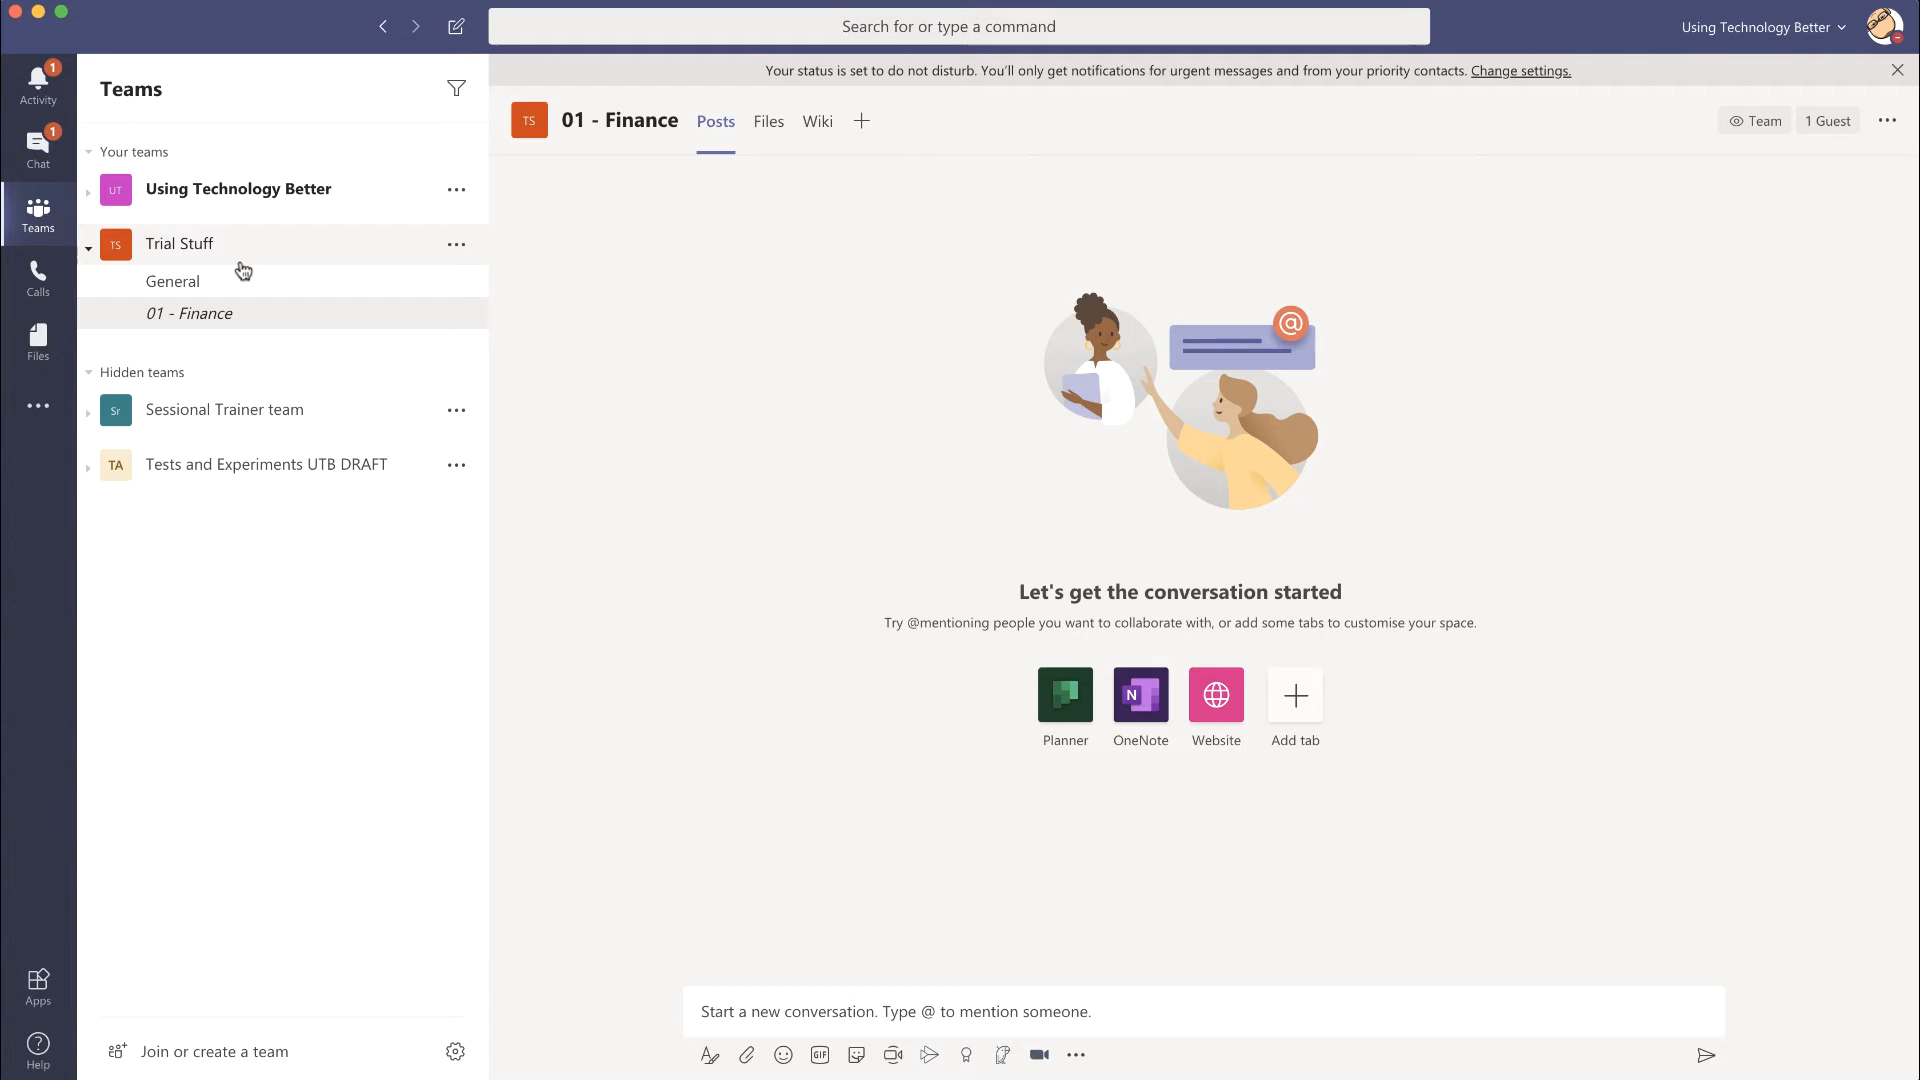 Search for or type a command
Using Technology Better
1
Activity
1
Chat
Teams
Calls
Files
Apps
Help
Teams
Your teams
UT Using Technology Better
TS Trial Stuff
General
01 - Finance
Hidden teams
Sr Sessional Trainer team
TA Tests and Experiments UTB DRAFT
Join or create a team
Your status is set to do not disturb. You'll only get notifications for urgent messages and from your priority contacts. Change settings.
TS 01 - Finance Posts Files Wiki
Team 1 Guest
@
Let's get the conversation started
Try @mentioning people you want to collaborate with, or add some tabs to customise your space.
N
Planner OneNote Website Add tab
Start a new conversation. Type @ to mention someone.
GIF